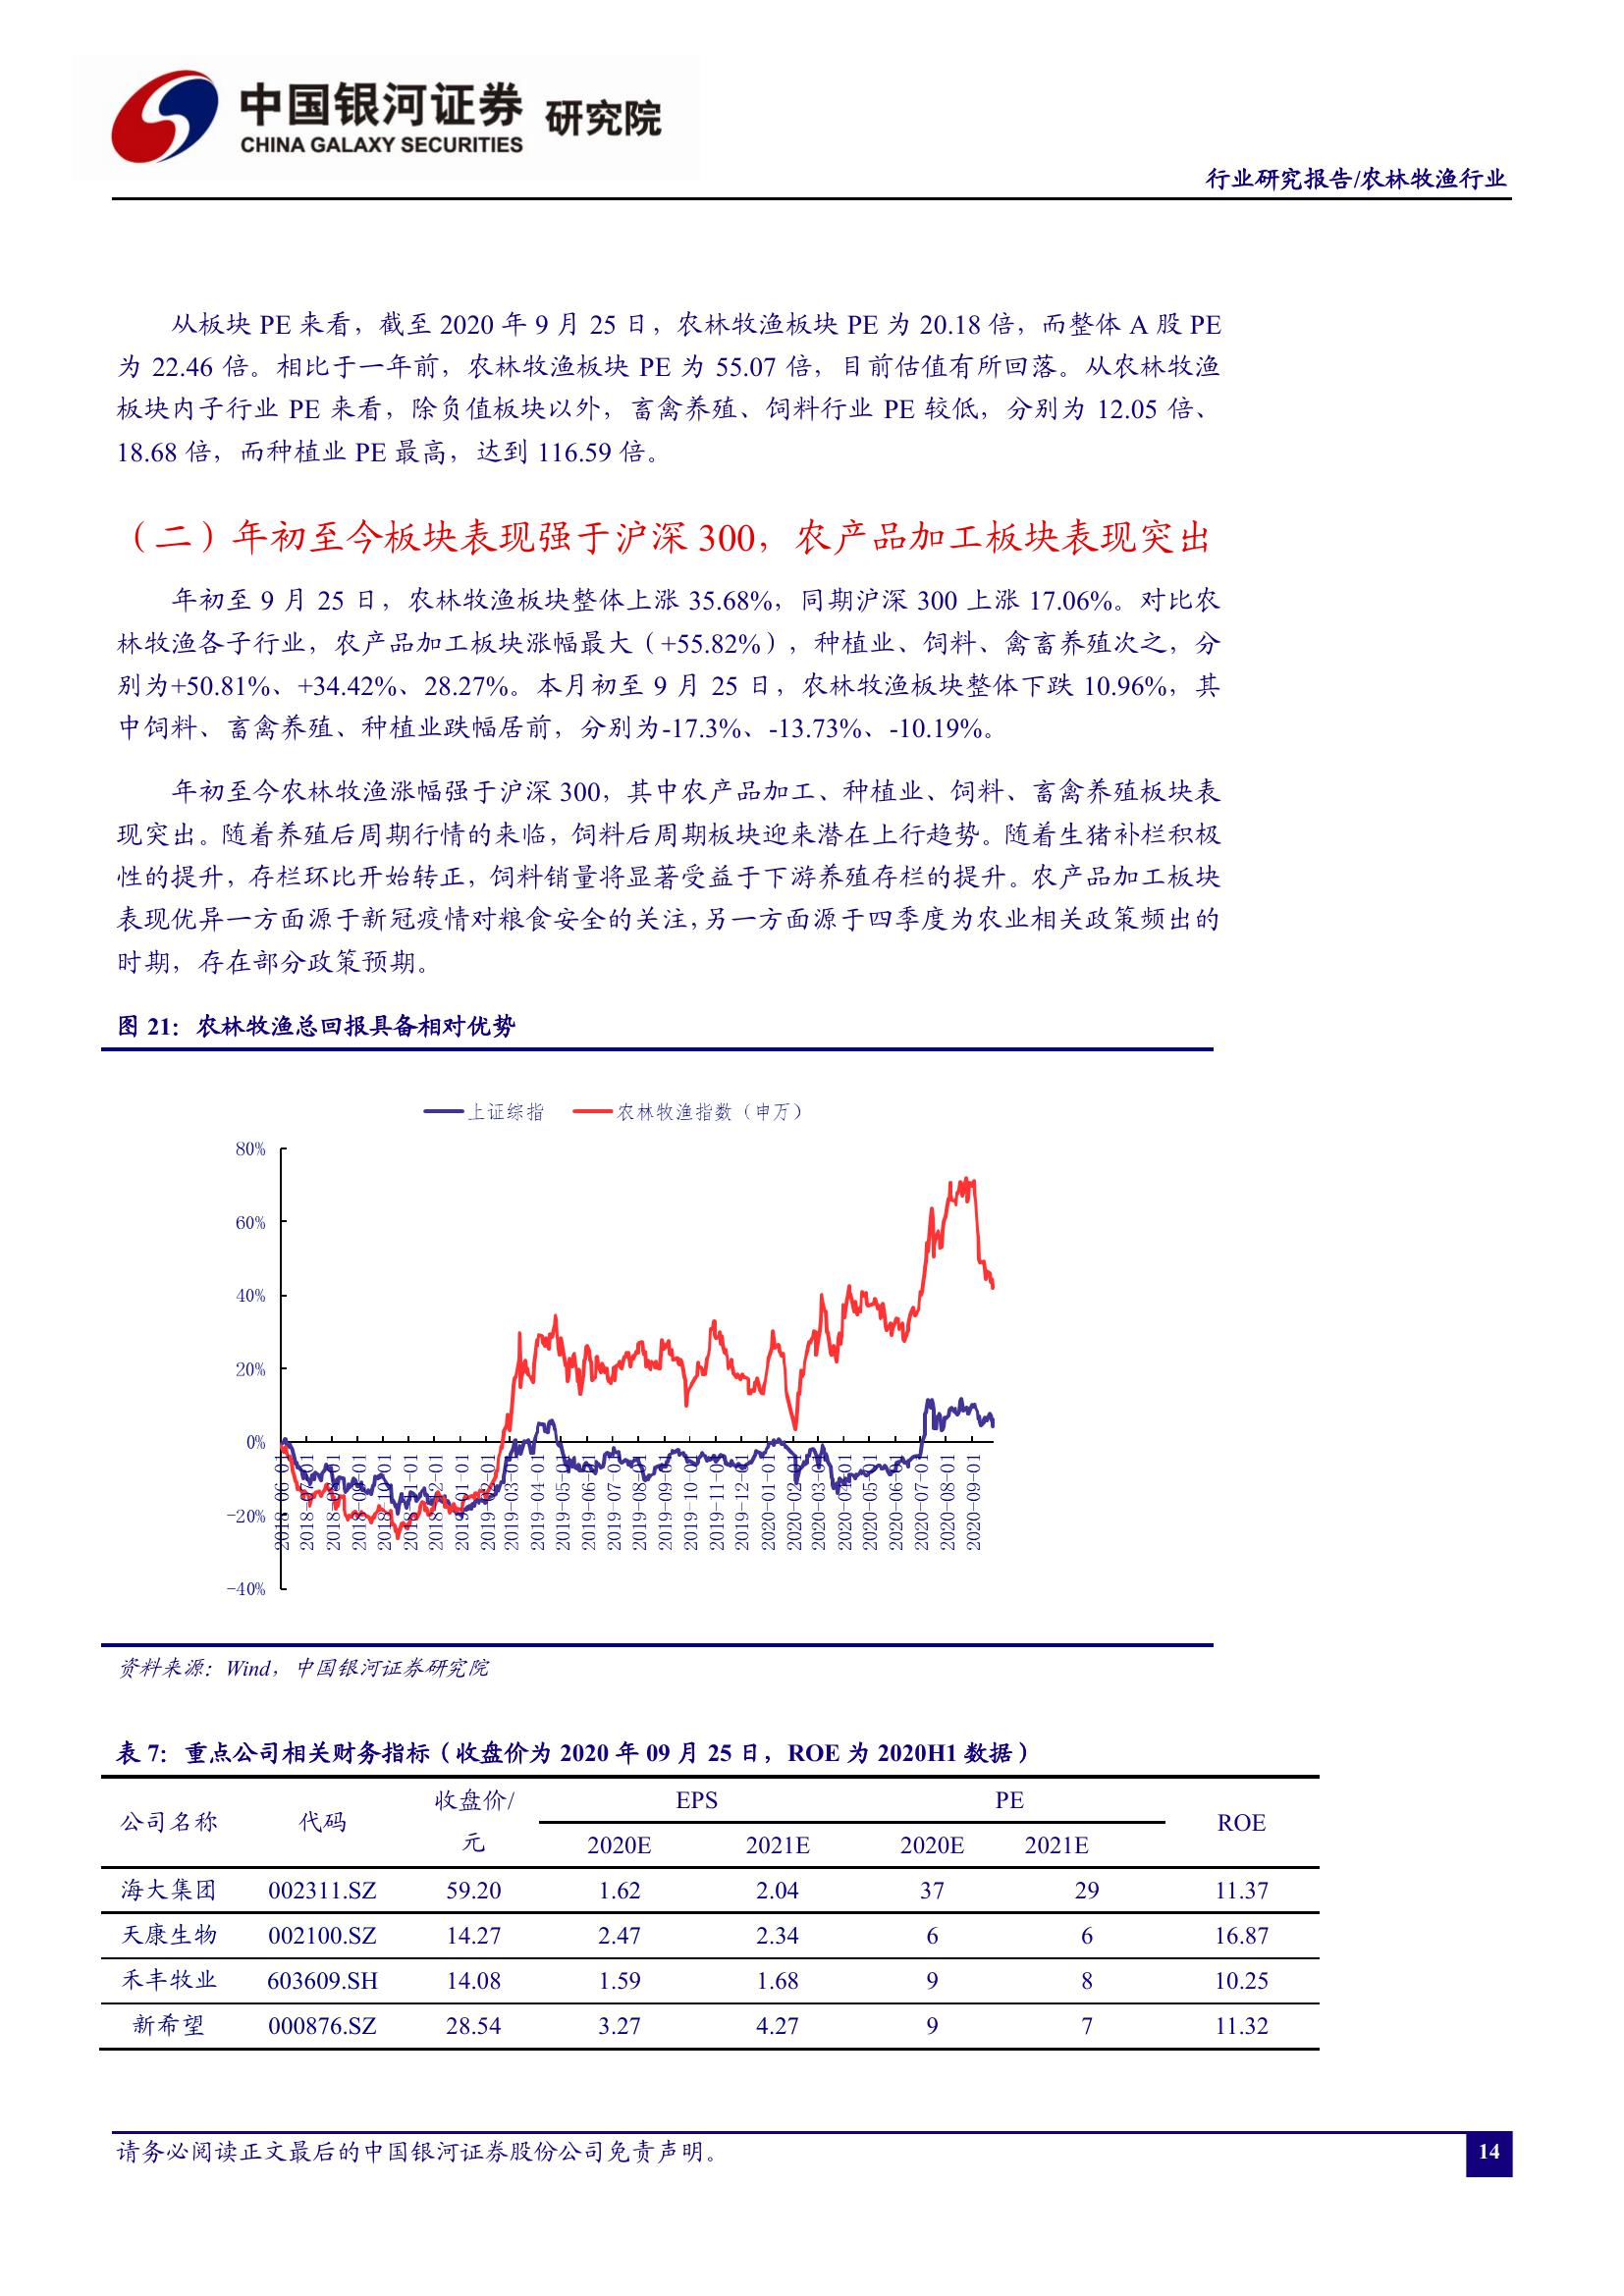 中国银河证券 研究院
CHINA GALAXY SECURITIES
行业研究报告/农林牧渔行业
从板块 PE 来看，截至 2020 年 9 月 25 日，农林牧渔板块 PE 为 20.18 倍，而整体 A 股 PE
为 22.46 倍。相比于一年前，农林牧渔板块 PE 为 55.07 倍，目前估值有所回落。从农林牧渔
板块内子行业 PE 来看，除负值板块以外，畜禽养殖、饲料行业 PE 较低，分别为 12.05 倍、
18.68 倍，而种植业 PE 最高，达到 116.59 倍。
（二）年初至今板块表现强于沪深 300，农产品加工板块表现突出
年初至 9 月 25 日，农林牧渔板块整体上涨 35.68%，同期沪深 300 上涨 17.06%。对比农
林牧渔各子行业，农产品加工板块涨幅最大（+55.82%），种植业、饲料、禽畜养殖次之，分
别为+50.81%、+34.42%、28.27%。本月初至 9 月 25 日，农林牧渔板块整体下跌 10.96%，其
中饲料、畜禽养殖、种植业跌幅居前，分别为-17.3%、-13.73%、-10.19%。
年初至今农林牧渔涨幅强于沪深 300，其中农产品加工、种植业、饲料、畜禽养殖板块表
现突出。随着养殖后周期行情的来临，饲料后周期板块迎来潜在上行趋势。随着生猪补栏积极
性的提升，存栏环比开始转正，饲料销量将显著受益于下游养殖存栏的提升。农产品加工板块
表现优异一方面源于新冠疫情对粮食安全的关注，另一方面源于四季度为农业相关政策频出的
时期，存在部分政策预期。
图 21：农林牧渔总回报具备相对优势
上证综指 农林牧渔指数（申万）
80%
60%
40%
20%
0%
-20%
-40%
2018-06-01
2018-07-01
2018-08-01
2018-09-01
2018-10-01
2018-11-01
2018-12-01
2019-01-01
2019-02-01
2019-03-01
2019-04-01
2019-05-01
2019-06-01
2019-07-01
2019-08-01
2019-09-01
2019-10-01
2019-11-01
2019-12-01
2020-01-01
2020-02-01
2020-03-01
2020-04-01
2020-05-01
2020-06-01
2020-07-01
2020-08-01
2020-09-01
资料来源：Wind，中国银河证券研究院
表 7：重点公司相关财务指标（收盘价为 2020 年 09 月 25 日，ROE 为 2020H1 数据）
公司名称 代码 收盘价/元 EPS PE ROE
2020E 2021E 2020E 2021E
海大集团 002311.SZ 59.20 1.62 2.04 37 29 11.37
天康生物 002100.SZ 14.27 2.47 2.34 6 6 16.87
禾丰牧业 603609.SH 14.08 1.59 1.68 9 8 10.25
新希望 000876.SZ 28.54 3.27 4.27 9 7 11.32
请务必阅读正文最后的中国银河证券股份公司免责声明。
14